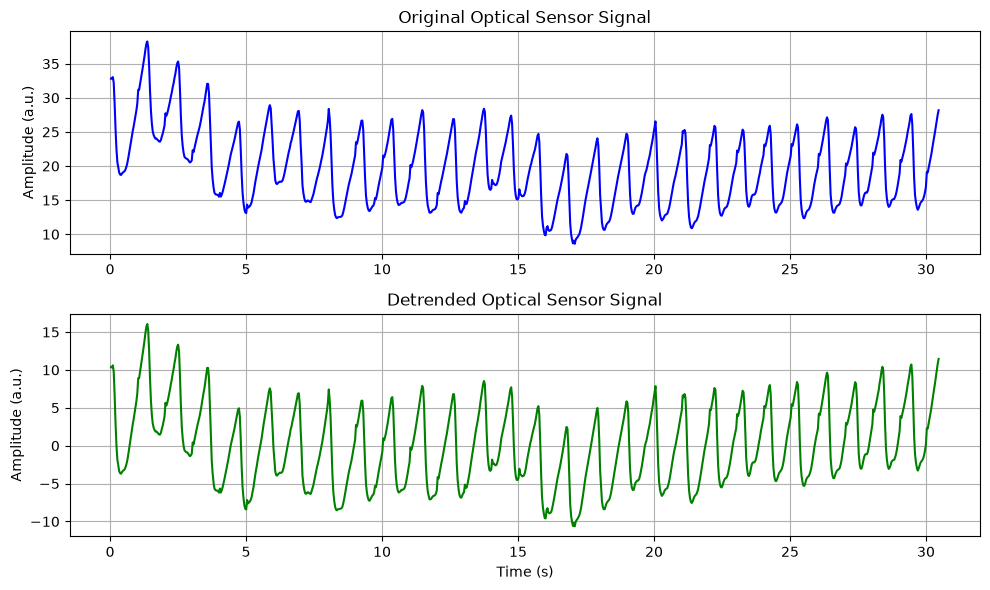 Original Optical Sensor Signal
Amplitude (a.u.)
35
30
25
20
15
10
0 5 10 15 20 25 30
Detrended Optical Sensor Signal
Amplitude (a.u.)
15
10
5
0
−5
−10
0 5 10 15 20 25 30
Time (s)